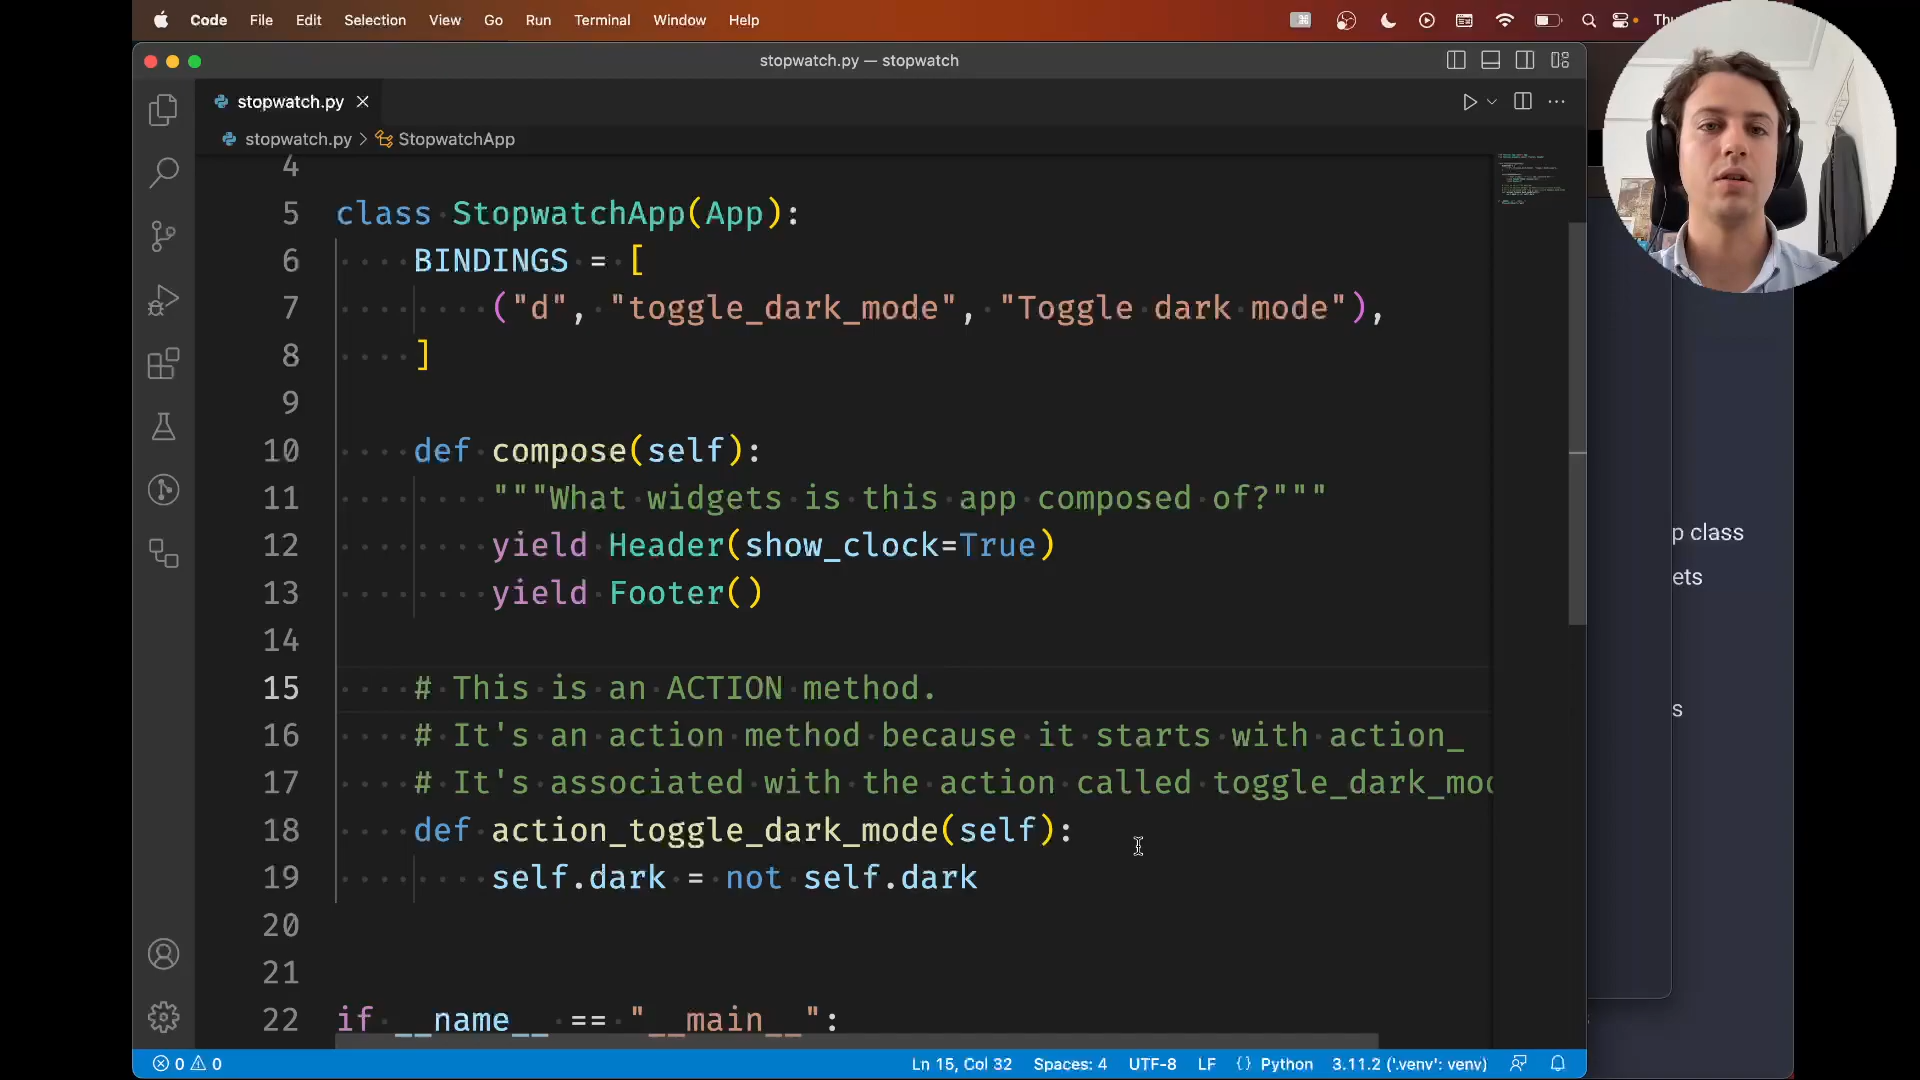 Code File Edit Selection View Go Run Terminal Window Help
stopwatch.py — stopwatch
stopwatch.py
stopwatch.py > StopwatchApp
4
5 class StopwatchApp(App):
6 BINDINGS = [
7 ("d", "toggle_dark_mode", "Toggle dark mode"),
8 ]
9
10 def compose(self):
11 """What widgets is this app composed of?"""
12 yield Header(show_clock=True)
13 yield Footer()
14
15 # This is an ACTION method.
16 # It's an action method because it starts with action_
17 # It's associated with the action called toggle_dark_mod
18 def action_toggle_dark_mode(self):
19 self.dark = not self.dark
20
21
22 if __name__ == "__main__":
p class
ets
s
0 0 Ln 15, Col 32 Spaces: 4 UTF-8 LF {} Python 3.11.2 ('.venv': venv)